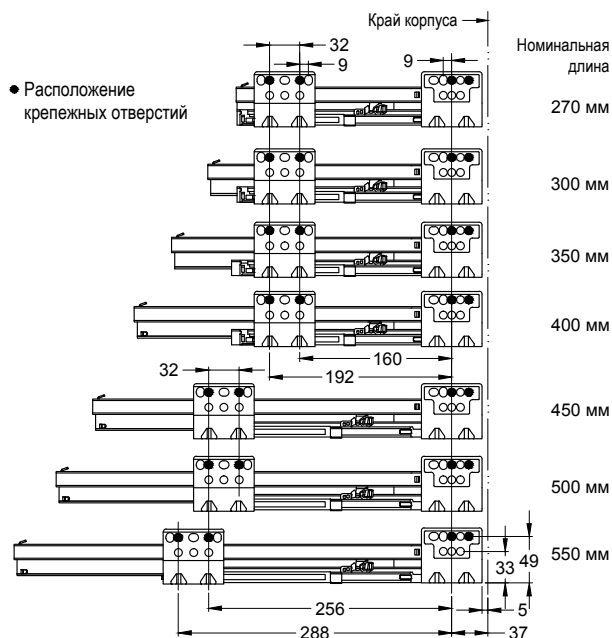 Край корпуса
32
9
9
Номинальная
длина
● Расположение
крепежных отверстий
270 мм
300 мм
350 мм
400 мм
160
192
32
450 мм
500 мм
550 мм
33
49
256
5
288
37